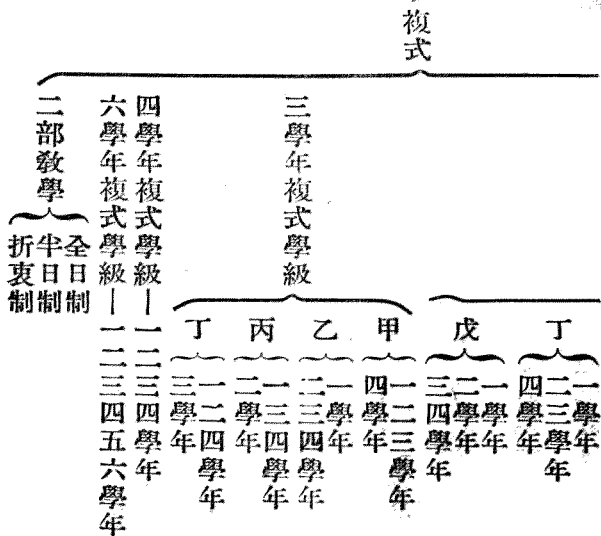 複式
丁
一學年
二三學年
四學年
戊
一學年
二學年
三四學年
三學年複式學級
甲
一二三學年
四學年
乙
一學年
二三四學年
丙
一三四學年
二學年
丁
一二四學年
三學年
四學年複式學級—一二三四學年
六學年複式學級—一二三四五六學年
二部教學
全日制
半日制
折衷制